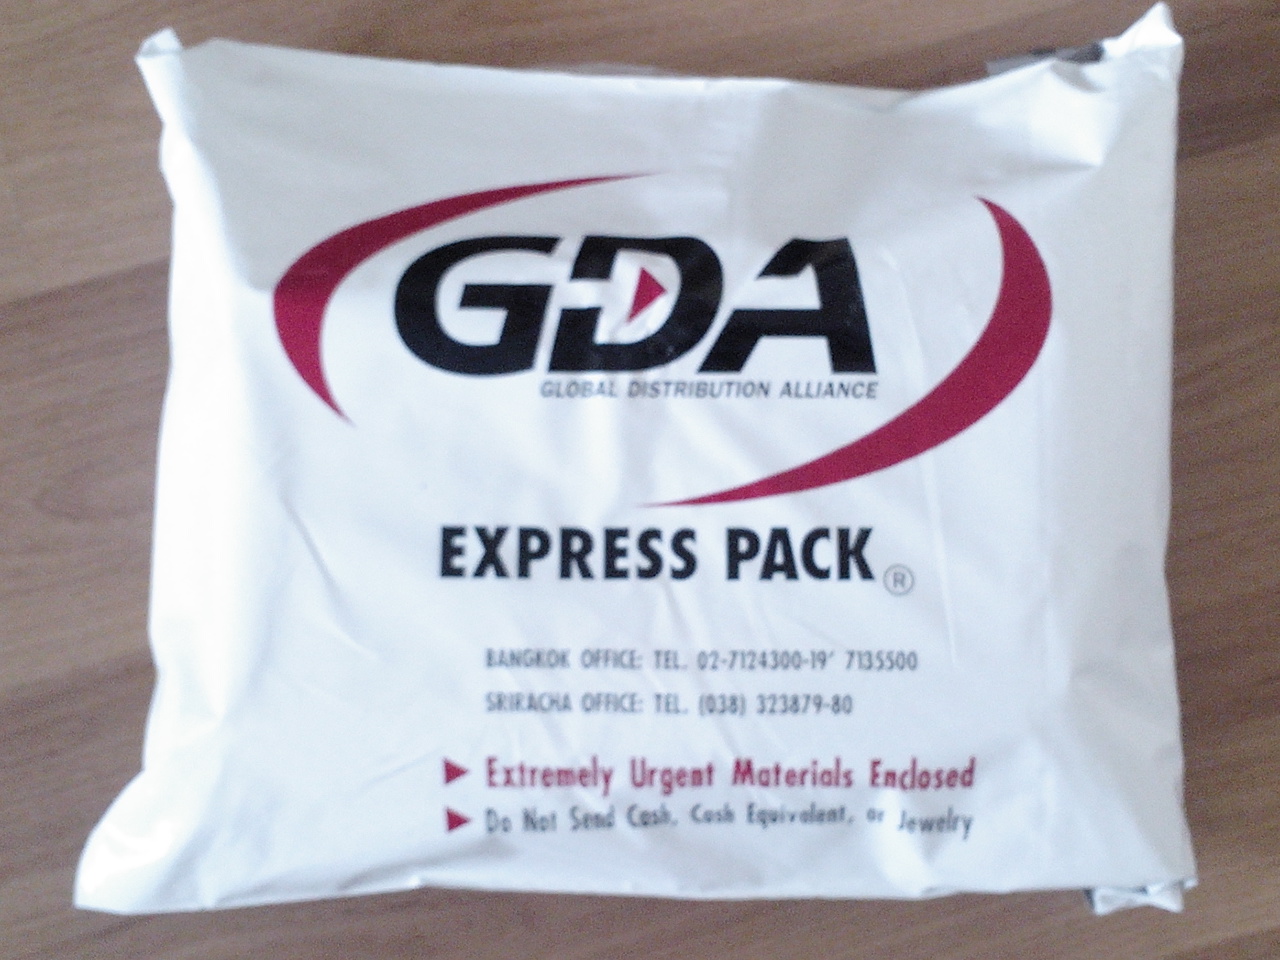 GDA
GLOBAL DISTRIBUTION ALLIANCE
EXPRESS PACK ®
BANGKOK OFFICE: TEL. 02-7124300-19' 7135500
SRIRACHA OFFICE: TEL. (038) 323879-80
Extremely Urgent Materials Enclosed
Do Not Send Cash, Cash Equivalent, or Jewelry